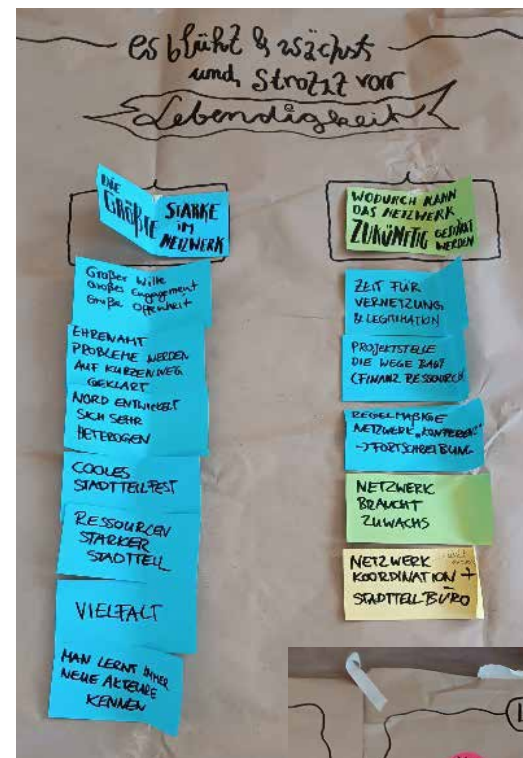 es blüht & wächst
und strotzt vor
Lebendigkeit
DIE
GRÖßTE STÄRKE
IM
NETZWERK
Großer Wille
Großes Engagement
Große Offenheit
EHRENAMT
PROBLEME WERDEN
AUF KURZEN WEG
GEKLÄRT
NORD ENTWICKELT
SICH SEHR
HETEROGEN
COOLES
STADTTEILFEST
RESSOURCEN
STARKER
STADTTEIL
VIELFALT
MAN LERNT IMMER
NEUE AKTEURE
KENNEN
WODURCH KANN
DAS NETZWERK
ZUKÜNFTIG GESTÄRKT
WERDEN
ZEIT FÜR
VERNETZUNG
& LEGITIMATION
PROJEKTSTELLE
DIE WEGE BAUT
(FINANZ RESSOURCE)
REGELMÄßIGE
NETZWERK „KONFERENZ"
-> FORTSCHREIBUNG
NETZWERK
BRAUCHT
ZUWACHS
NETZWERK
KOORDINATION +
STADTTEILBÜRO